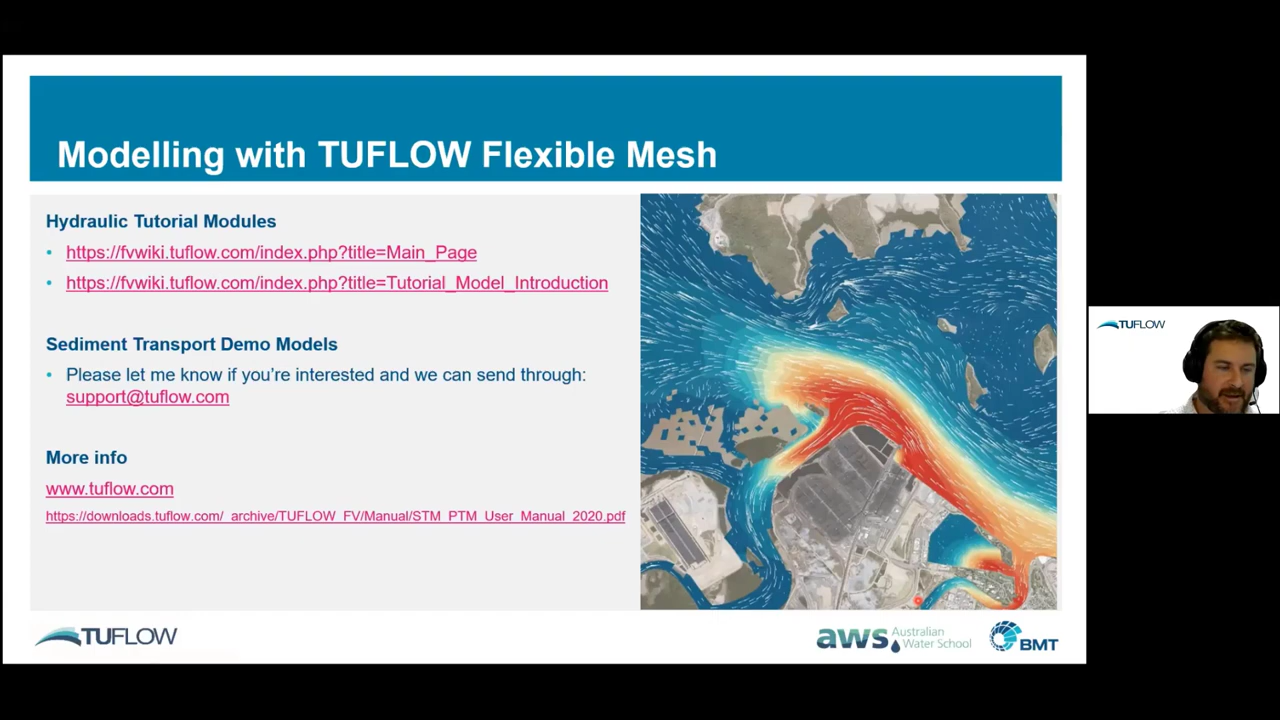 Modelling with TUFLOW Flexible Mesh
Hydraulic Tutorial Modules
• https://fvwiki.tuflow.com/index.php?title=Main_Page
• https://fvwiki.tuflow.com/index.php?title=Tutorial_Model_Introduction
Sediment Transport Demo Models
• Please let me know if you're interested and we can send through:
support@tuflow.com
More info
www.tuflow.com
https://downloads.tuflow.com/_archive/TUFLOW_FV/Manual/STM_PTM_User_Manual_2020.pdf
TUFLOW
aws Australian
Water School
BMT
TUFLOW